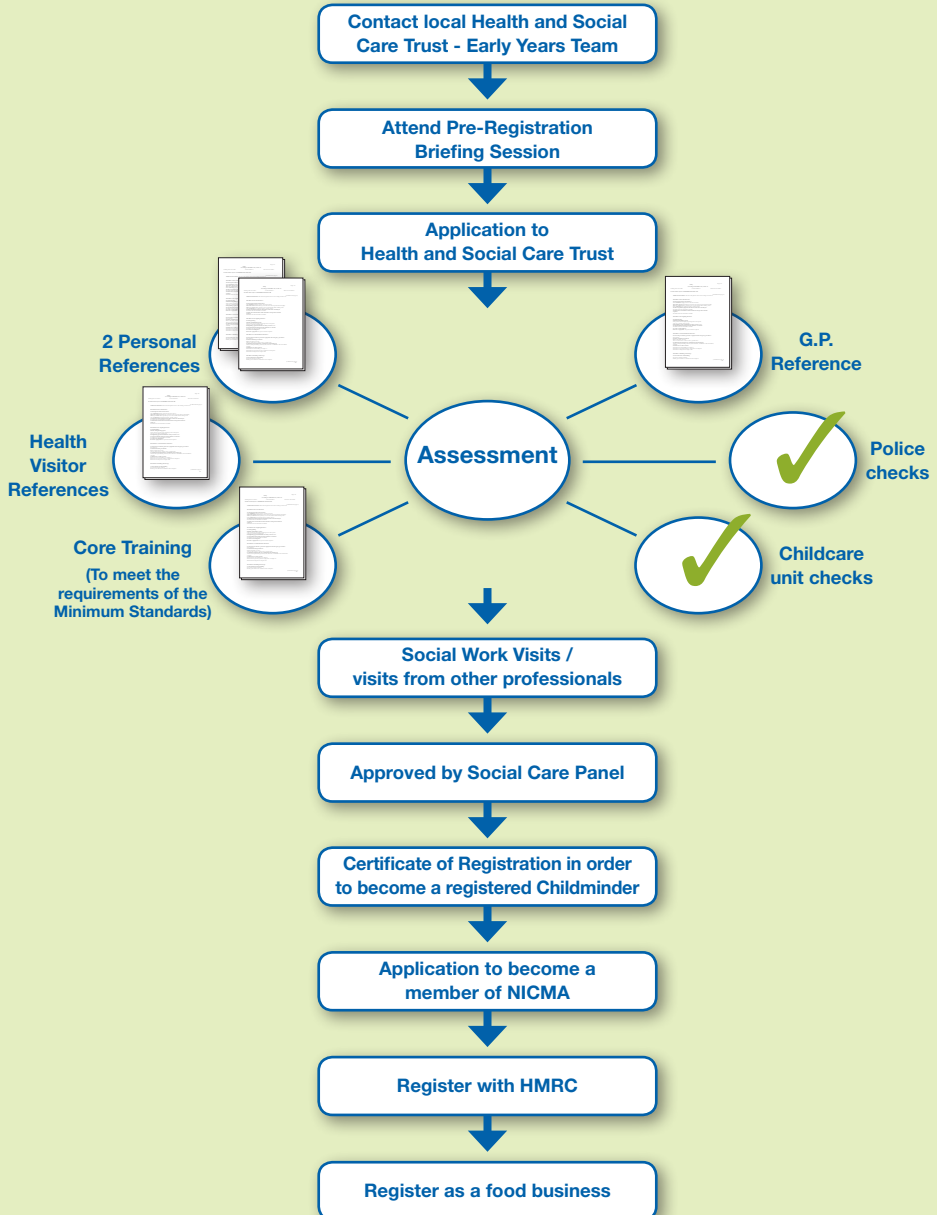 Contact local Health and Social
Care Trust - Early Years Team
Attend Pre-Registration
Briefing Session
Application to
Health and Social Care Trust
2 Personal
References
G.P.
Reference
Health
Visitor
References
Assessment
Police
checks
Core Training
(To meet the
requirements of the
Minimum Standards)
Childcare
unit checks
Social Work Visits /
visits from other professionals
Approved by Social Care Panel
Certificate of Registration in order
to become a registered Childminder
Application to become a
member of NICMA
Register with HMRC
Register as a food business